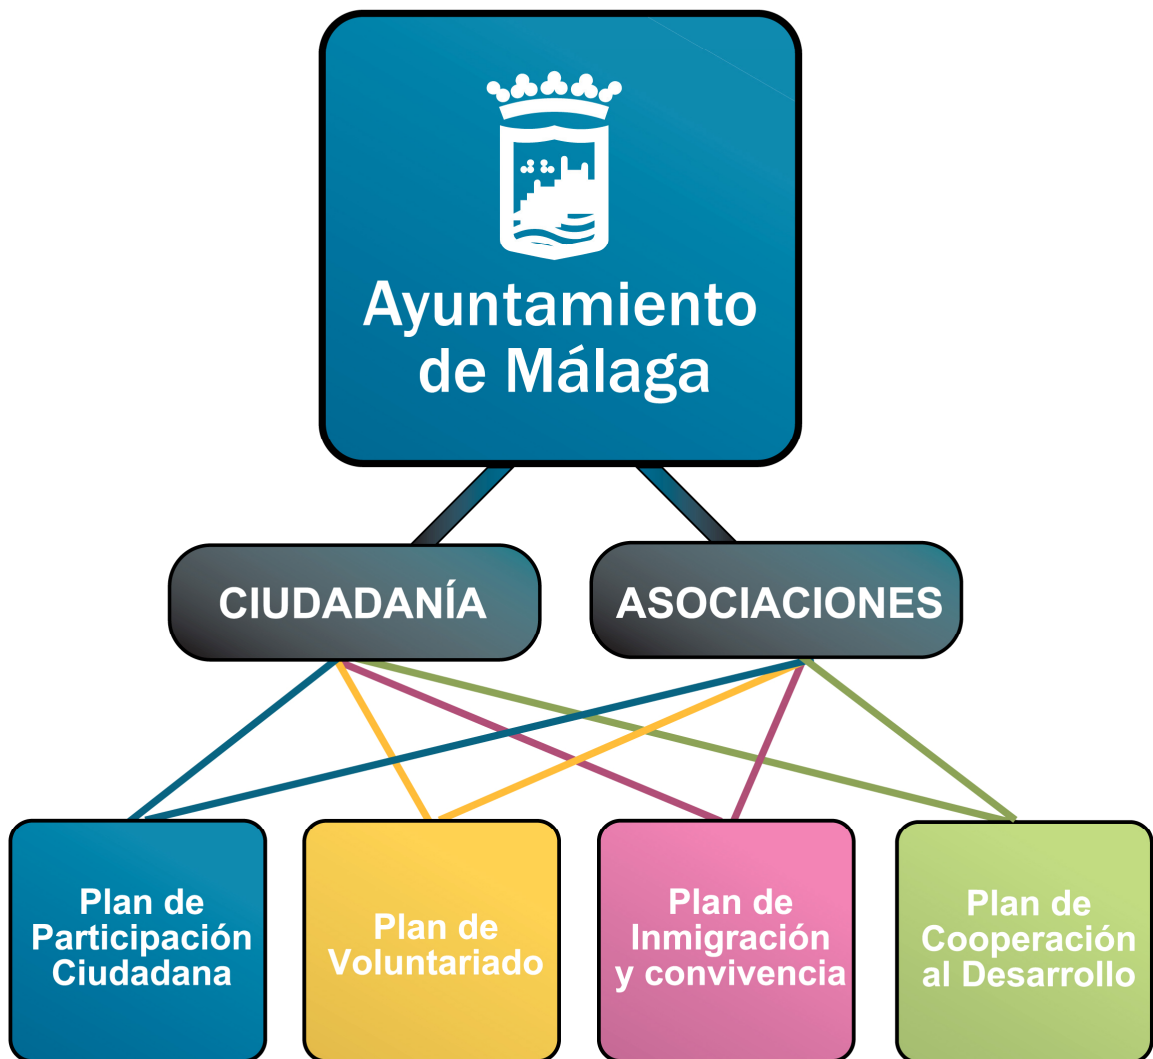 Ayuntamiento
de Málaga
CIUDADANÍA
ASOCIACIONES
Plan de
Participación
Ciudadana
Plan de
Voluntariado
Plan de
Inmigración
y convivencia
Plan de
Cooperación
al Desarrollo